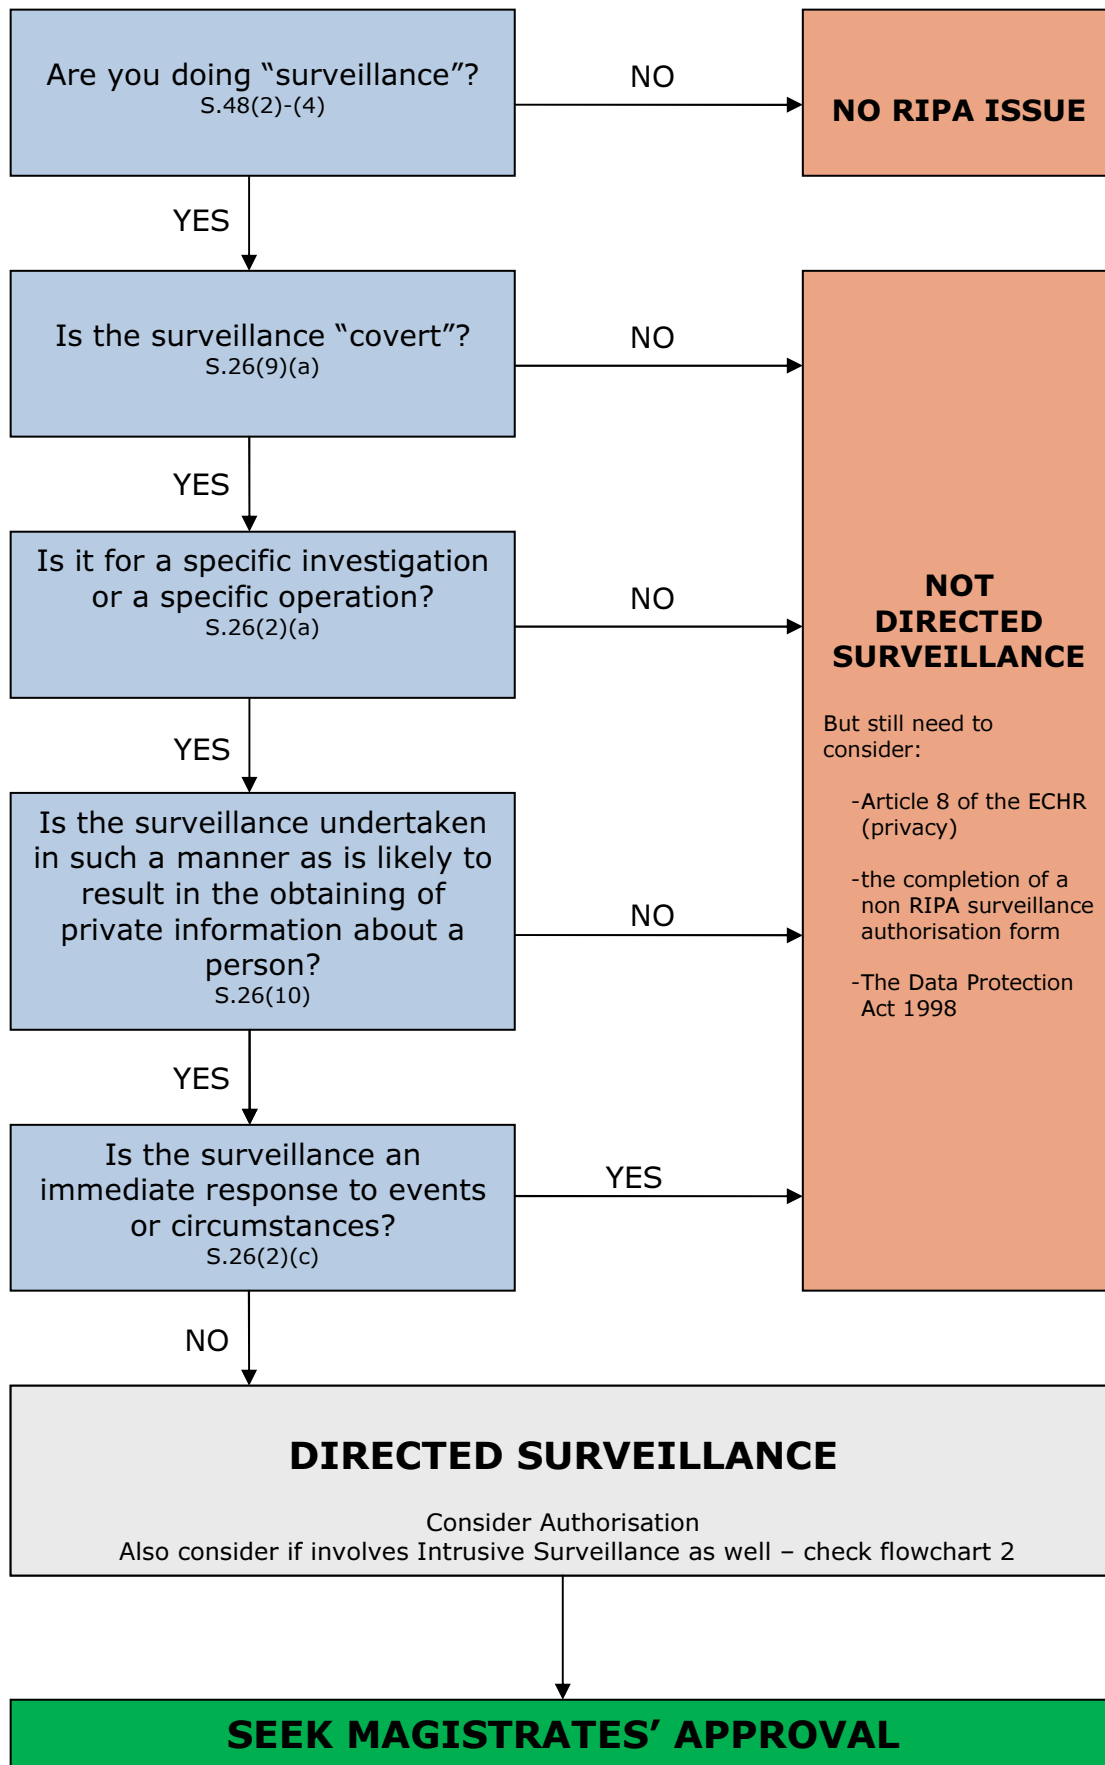 Are you doing “surveillance”?
S.48(2)-(4)
NO
NO RIPA ISSUE
YES
Is the surveillance “covert”?
S.26(9)(a)
NO
YES
Is it for a specific investigation
or a specific operation?
S.26(2)(a)
NO
YES
Is the surveillance undertaken
in such a manner as is likely to
result in the obtaining of
private information about a
person?
S.26(10)
NO
YES
Is the surveillance an
immediate response to events
or circumstances?
S.26(2)(c)
YES
NO
NOT
DIRECTED
SURVEILLANCE
But still need to
consider:
-Article 8 of the ECHR
(privacy)
-the completion of a
non RIPA surveillance
authorisation form
-The Data Protection
Act 1998
DIRECTED SURVEILLANCE
Consider Authorisation
Also consider if involves Intrusive Surveillance as well – check flowchart 2
SEEK MAGISTRATES’ APPROVAL